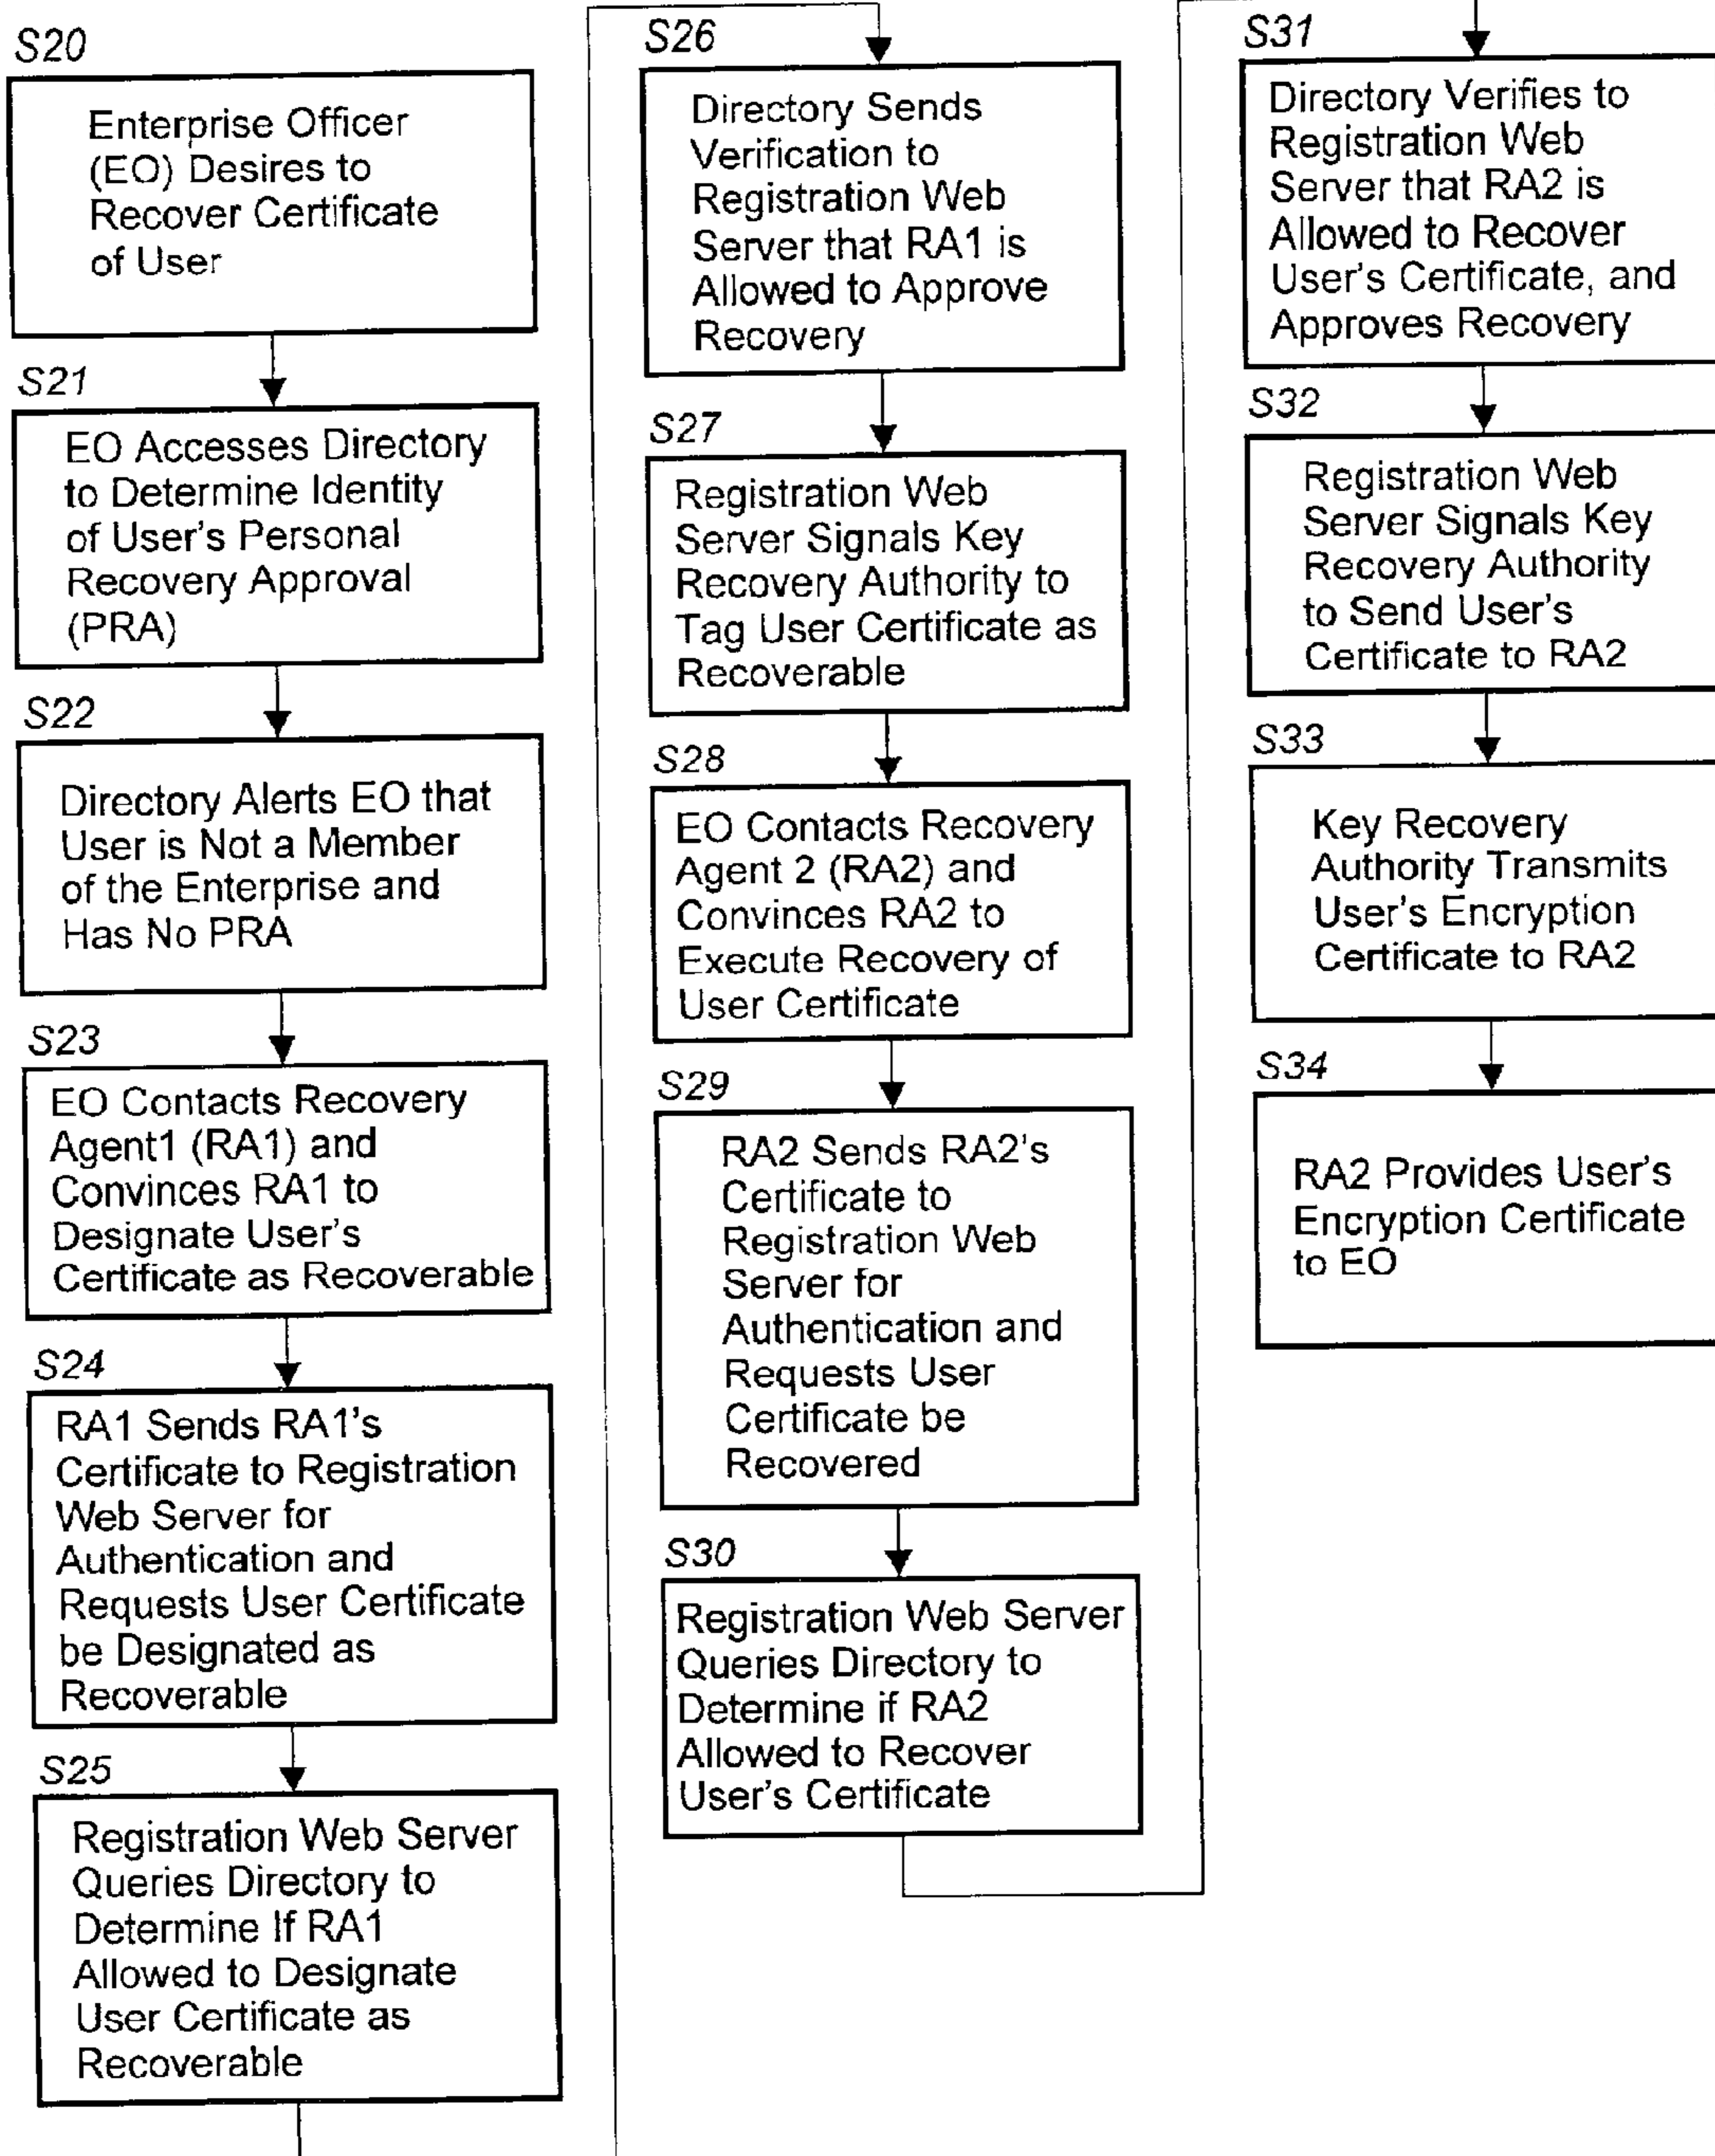 S20
Enterprise Officer
(EO) Desires to
Recover Certificate
of User
S21
EO Accesses Directory
to Determine Identity
of User's Personal
Recovery Approval
(PRA)
S22
Directory Alerts EO that
User is Not a Member
of the Enterprise and
Has No PRA
S23
EO Contacts Recovery
Agent1 (RA1) and
Convinces RA1 to
Designate User's
Certificate as Recoverable
S24
RA1 Sends RA1's
Certificate to Registration
Web Server for
Authentication and
Requests User Certificate
be Designated as
Recoverable
S25
Registration Web Server
Queries Directory to
Determine If RA1
Allowed to Designate
User Certificate as
Recoverable
S26
Directory Sends
Verification to
Registration Web
Server that RA1 is
Allowed to Approve
Recovery
S27
Registration Web
Server Signals Key
Recovery Authority to
Tag User Certificate as
Recoverable
S28
EO Contacts Recovery
Agent 2 (RA2) and
Convinces RA2 to
Execute Recovery of
User Certificate
S29
RA2 Sends RA2's
Certificate to
Registration Web
Server for
Authentication and
Requests User
Certificate be
Recovered
S30
Registration Web Server
Queries Directory to
Determine if RA2
Allowed to Recover
User's Certificate
S31
Directory Verifies to
Registration Web
Server that RA2 is
Allowed to Recover
User's Certificate, and
Approves Recovery
S32
Registration Web
Server Signals Key
Recovery Authority
to Send User's
Certificate to RA2
S33
Key Recovery
Authority Transmits
User's Encryption
Certificate to RA2
S34
RA2 Provides User's
Encryption Certificate
to EO